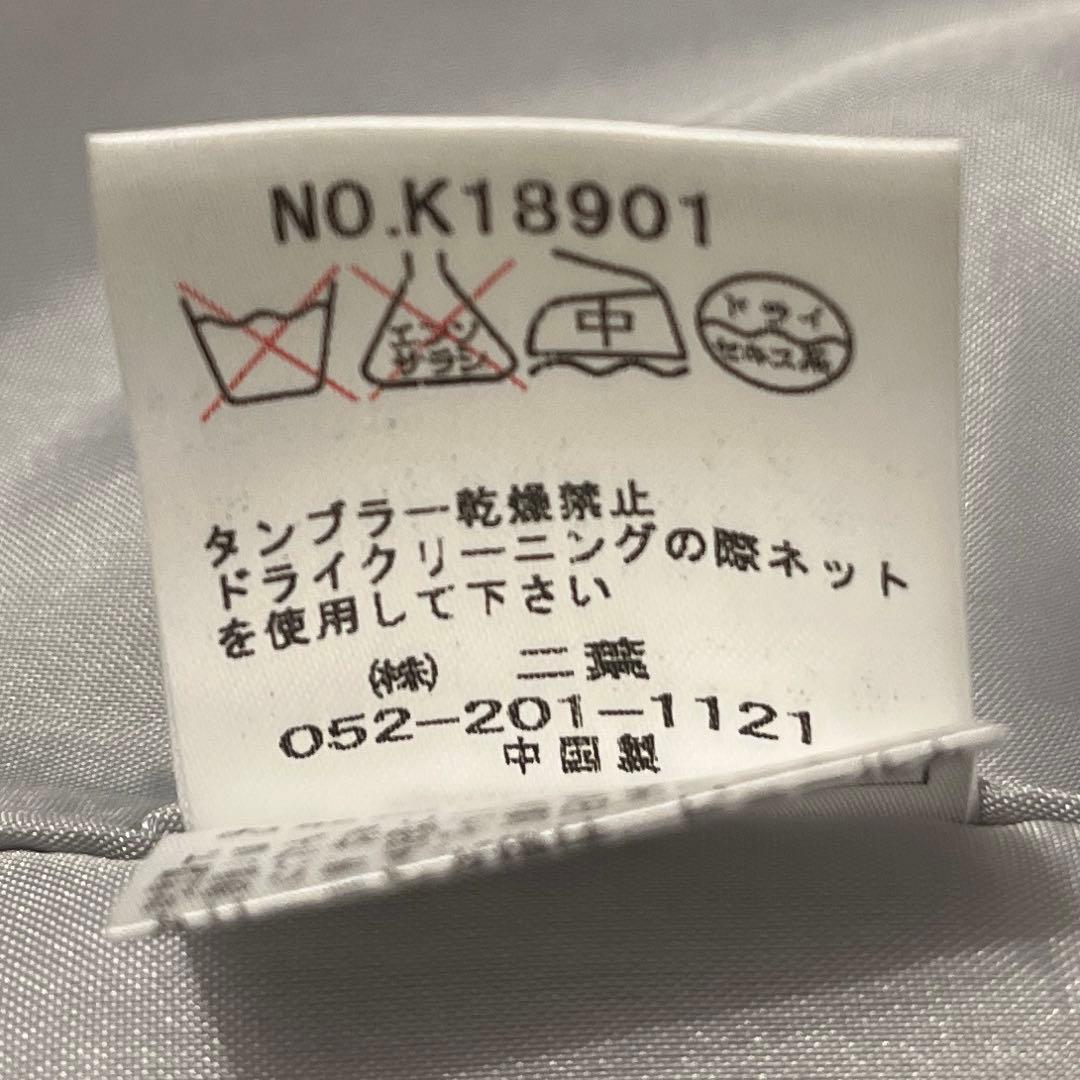 NO.K18901
エンソ
サラシ
中
ドライ
セキユ系
タンブラー乾燥禁止
ドライクリーニングの際ネット
を使用して下さい
(株)
052-201-1121
中国製